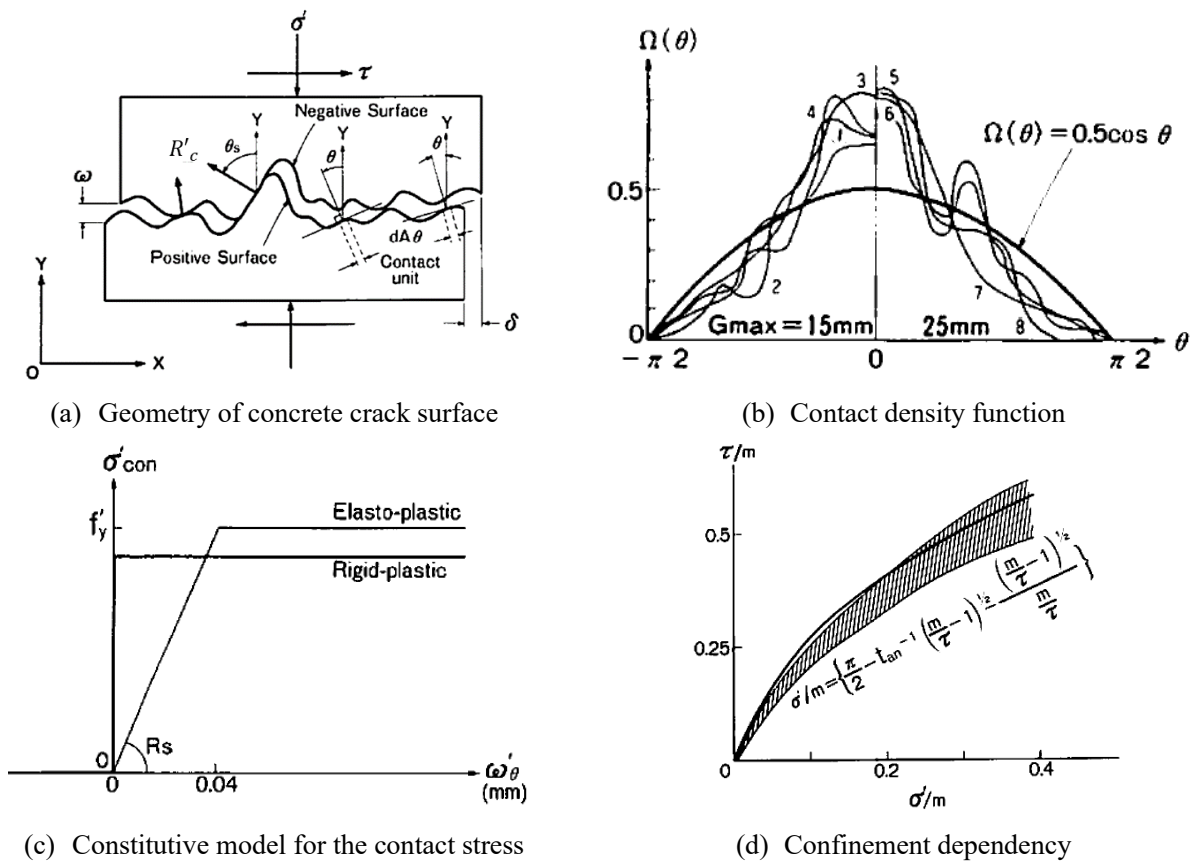 σ'
τ
Negative Surface
Y
Y
Y
θs
R'c
θ
θ
ω
dAθ
Positive Surface
Contact
unit
Y
δ
O
X
(a) Geometry of concrete crack surface
Ω(θ)
3
5
4
6
1
Ω(θ)=0.5cos θ
0.5
2
7
8
0
Gmax=15mm
25mm
θ
-π 2
0
π 2
(b) Contact density function
σ'con
f'y
Elasto-plastic
Rigid-plastic
O
Rs
0
0.04
ω'θ
(mm)
(c) Constitutive model for the contact stress
τ/m
0.5
0.25
σ'/m={π/2-tan⁻¹(m/τ-1)^½-(m/τ-1)^½/(m/τ)}
0
0.2
0.4
σ'/m
(d) Confinement dependency